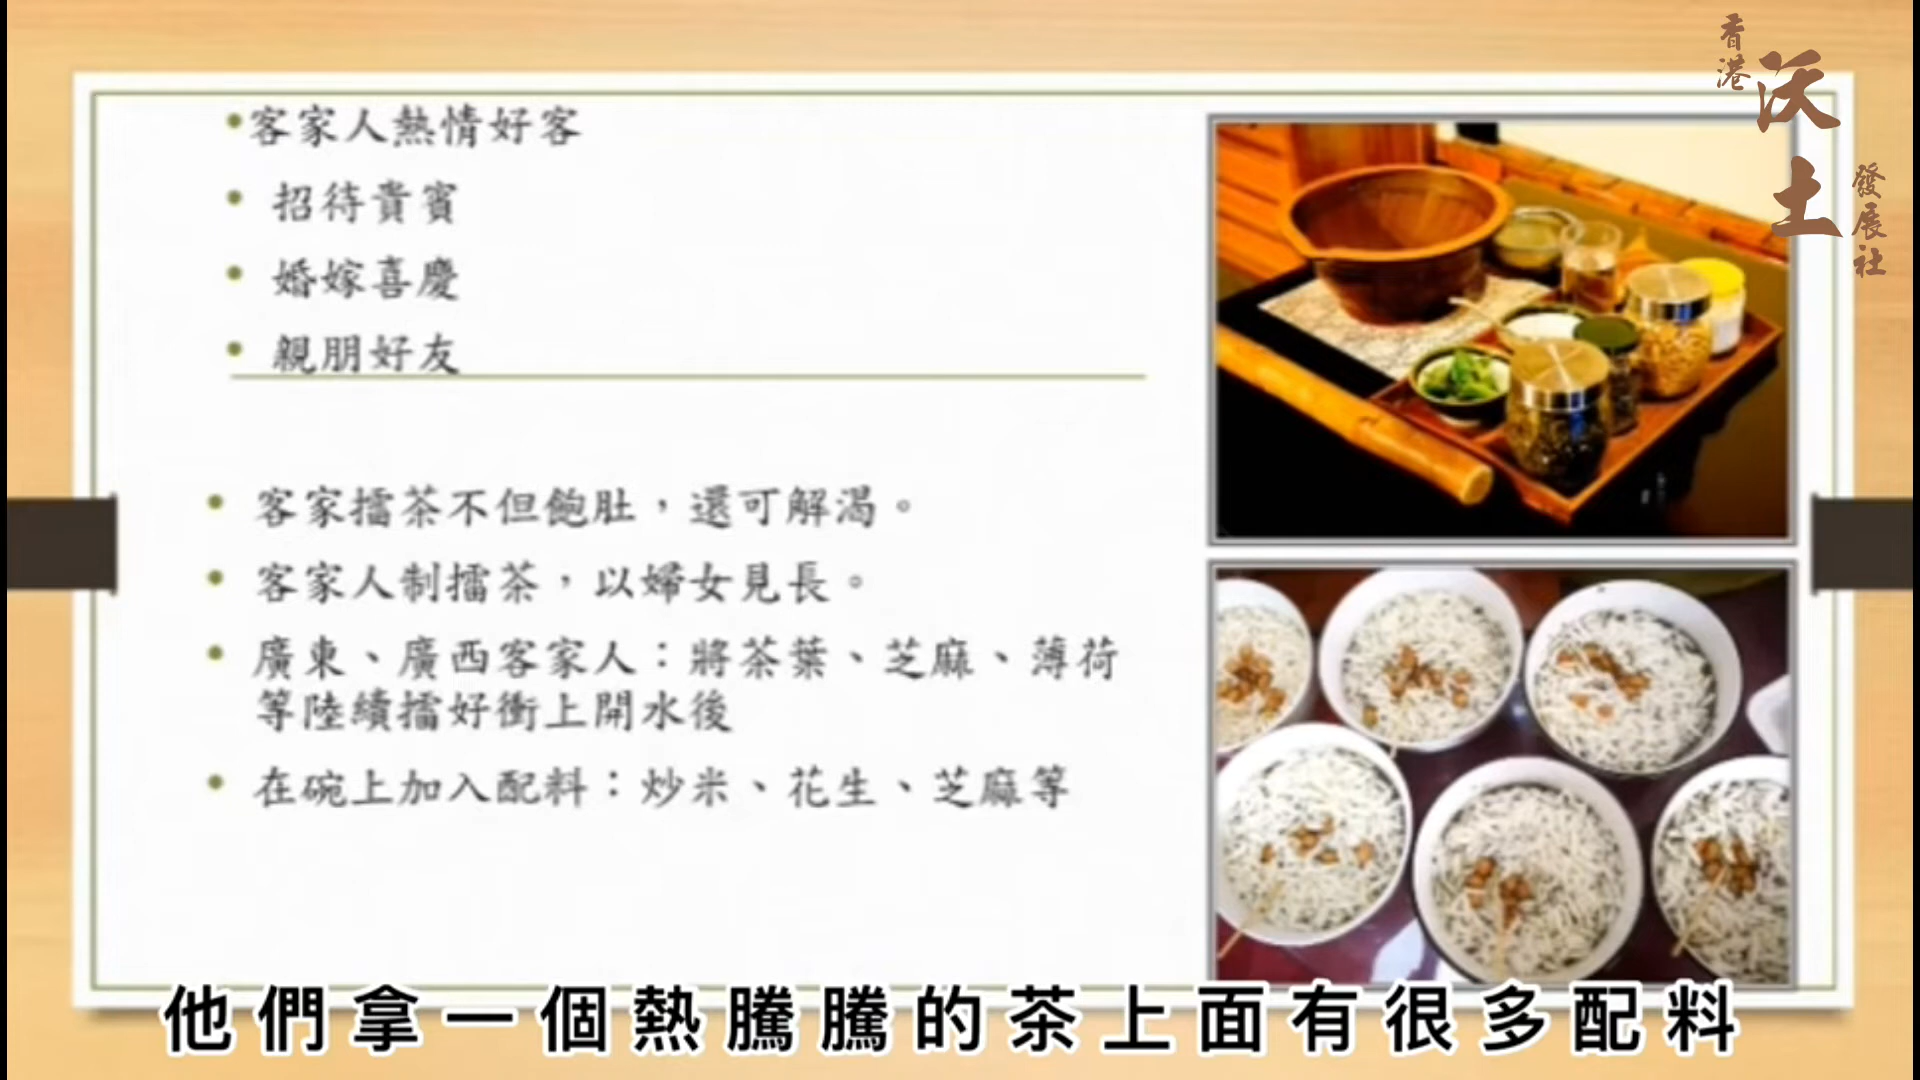 •客家人熱情好客
• 招待貴賓
• 婚嫁喜慶
• 親朋好友
• 客家擂茶不但飽肚，還可解渴。
• 客家人制擂茶，以婦女見長。
• 廣東、廣西客家人：將茶葉、芝麻、薄荷
等陸續擂好衝上開水後
• 在碗上加入配料：炒米、花生、芝麻等
香港
沃土
發展社
他們拿一個熱騰騰的茶上面有很多配料